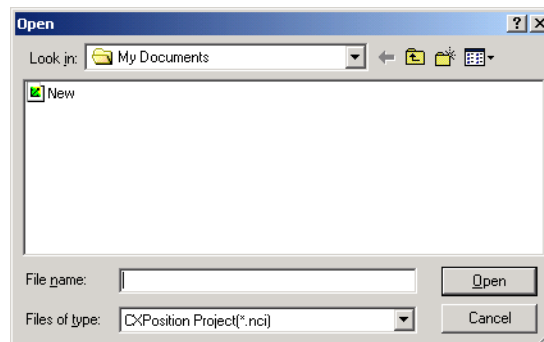 Open
Look in: My Documents
New
File name: Open
Files of type: CXPosition Project(*.nci) Cancel